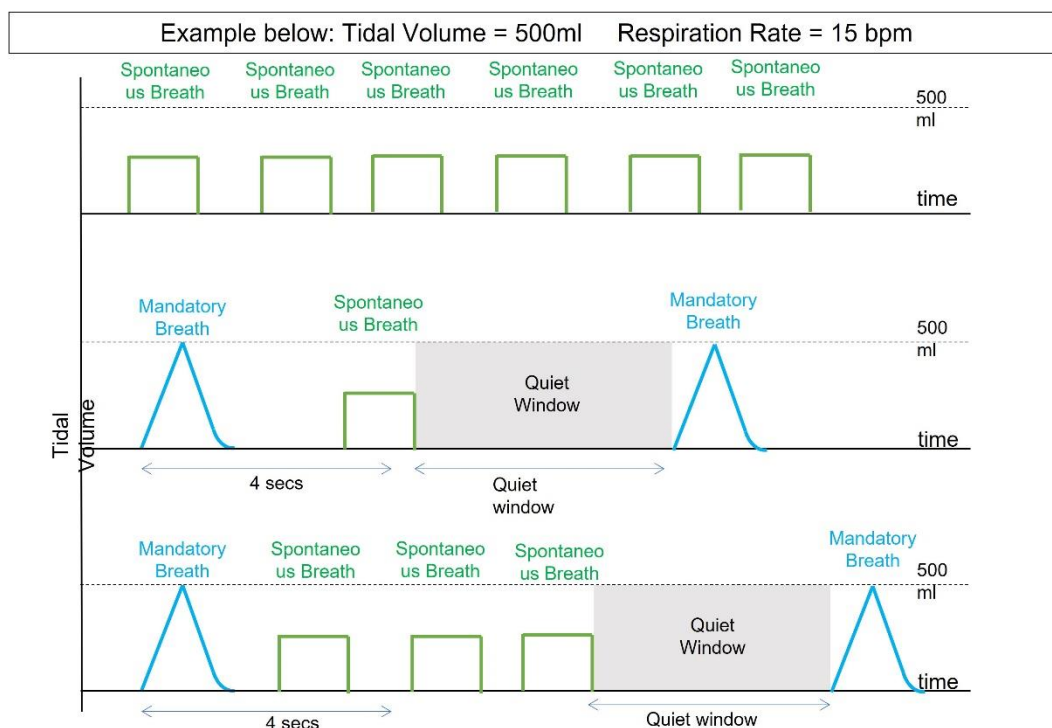 Example below: Tidal Volume = 500ml Respiration Rate = 15 bpm
Spontaneo Spontaneo Spontaneo Spontaneo Spontaneo Spontaneo
us Breath us Breath us Breath us Breath us Breath us Breath
500
ml
time
Mandatory
Breath
Spontaneo
us Breath
Mandatory
Breath
500
ml
Quiet
Window
Tidal
Volume
time
4 secs
Quiet
window
Mandatory
Breath
Spontaneo Spontaneo Spontaneo
us Breath us Breath us Breath
Mandatory
Breath
500
ml
Quiet
Window
time
4 secs
Quiet window